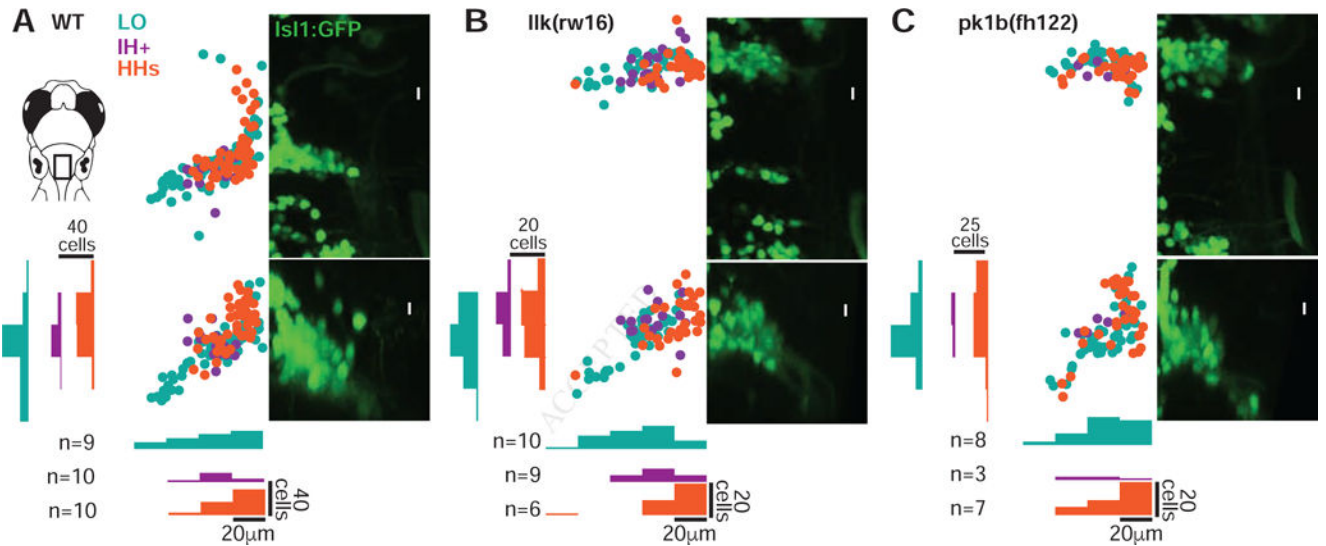 A WT
LO
IH+
HHs
Isl1:GFP
40
cells
n=9
n=10
n=10
40
cells
20µm
B llk(rw16)
20
cells
ACCEPTED
n=10
n=9
n=6
20
cells
20µm
C pk1b(fh122)
25
cells
n=8
n=3
n=7
20
cells
20µm